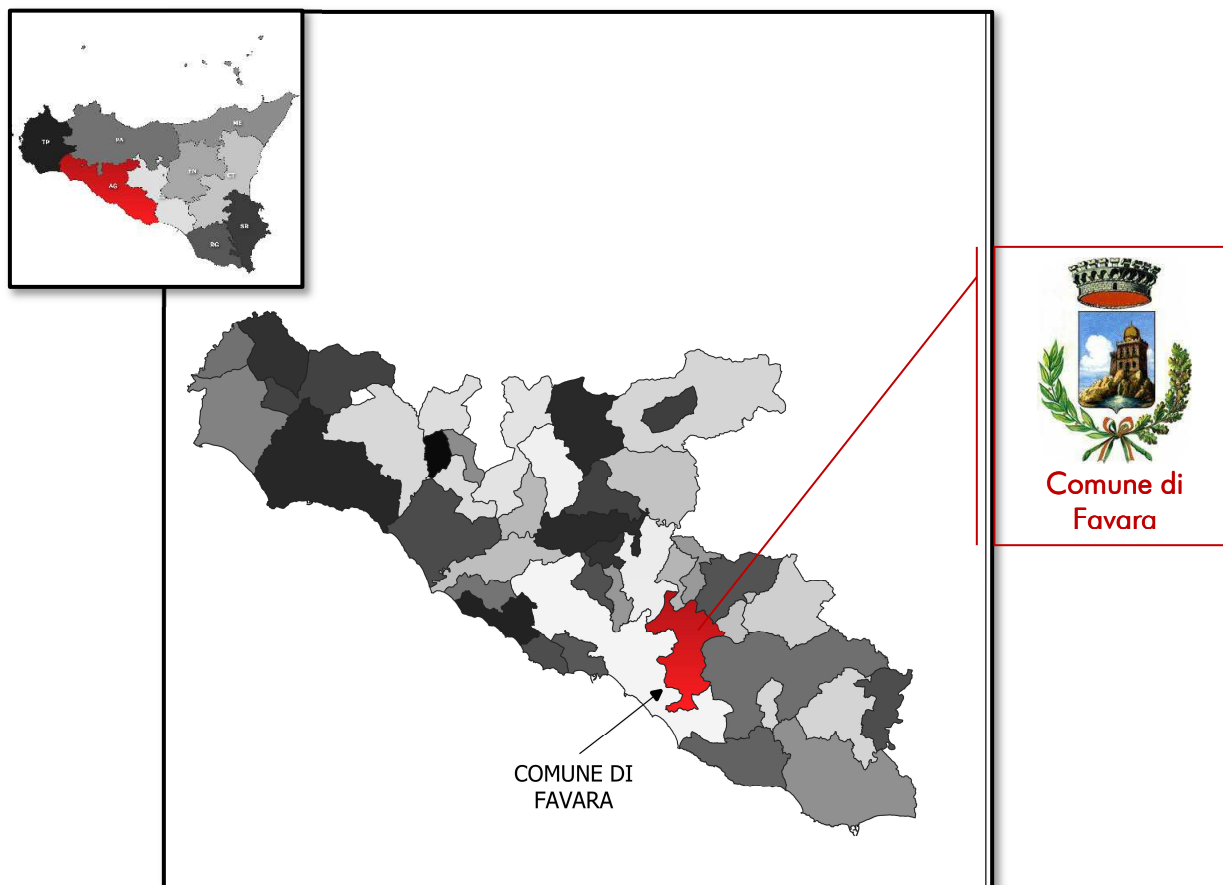 TP
PA
ME
EN
CT
AG
SR
RG
Comune di
Favara
COMUNE DI
FAVARA